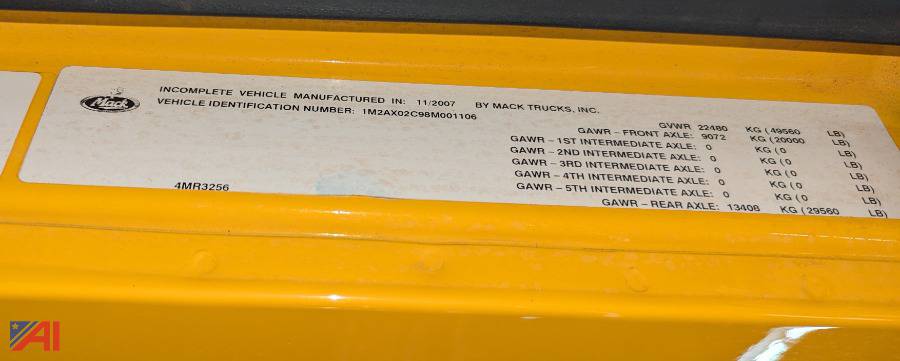 Mack
INCOMPLETE VEHICLE MANUFACTURED IN: 11/2007 BY MACK TRUCKS, INC.
VEHICLE IDENTIFICATION NUMBER: 1M2AX02C98M001106
GVWR 22480 KG (49560 LB)
GAWR – FRONT AXLE: 9072 KG (20000 LB)
GAWR – 1ST INTERMEDIATE AXLE: 0 KG (0 LB)
GAWR – 2ND INTERMEDIATE AXLE: 0 KG (0 LB)
GAWR – 3RD INTERMEDIATE AXLE: 0 KG (0 LB)
GAWR – 4TH INTERMEDIATE AXLE: 0 KG (0 LB)
GAWR – 5TH INTERMEDIATE AXLE: 0 KG (0 LB)
GAWR – REAR AXLE: 13408 KG (29560 LB)
4MR3256
AI